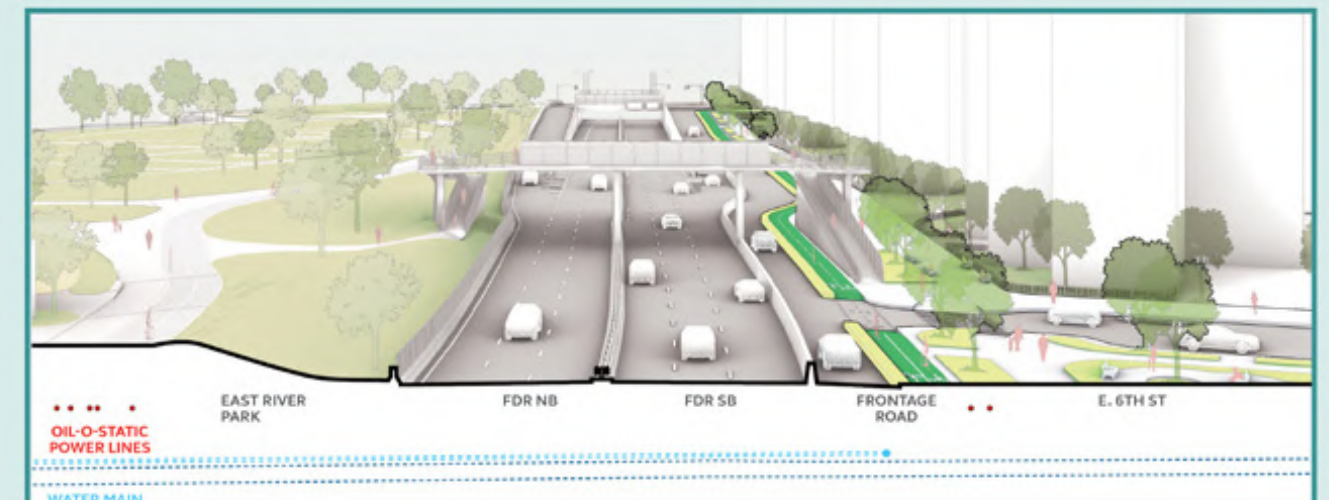 EAST RIVER
PARK
FDR NB
FDR SB
FRONTAGE
ROAD
E. 6TH ST
OIL-O-STATIC
POWER LINES
WATER MAIN